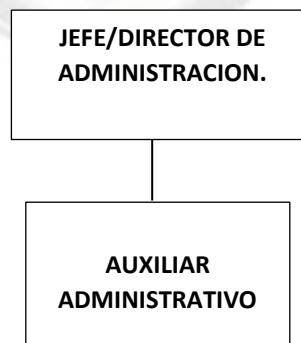 JEFE/DIRECTOR DE
ADMINISTRACION.
AUXILIAR
ADMINISTRATIVO